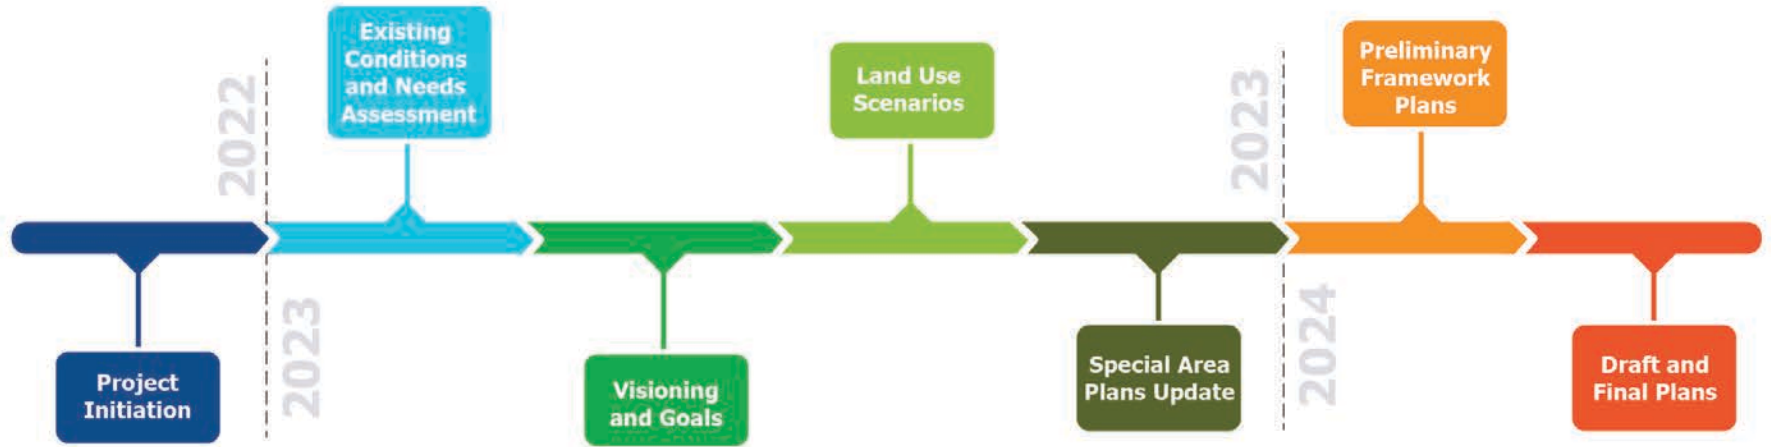 2022
2023
Project
Initiation
Existing
Conditions
and Needs
Assessment
Visioning
and Goals
Land Use
Scenarios
Special Area
Plans Update
2023
2024
Preliminary
Framework
Plans
Draft and
Final Plans